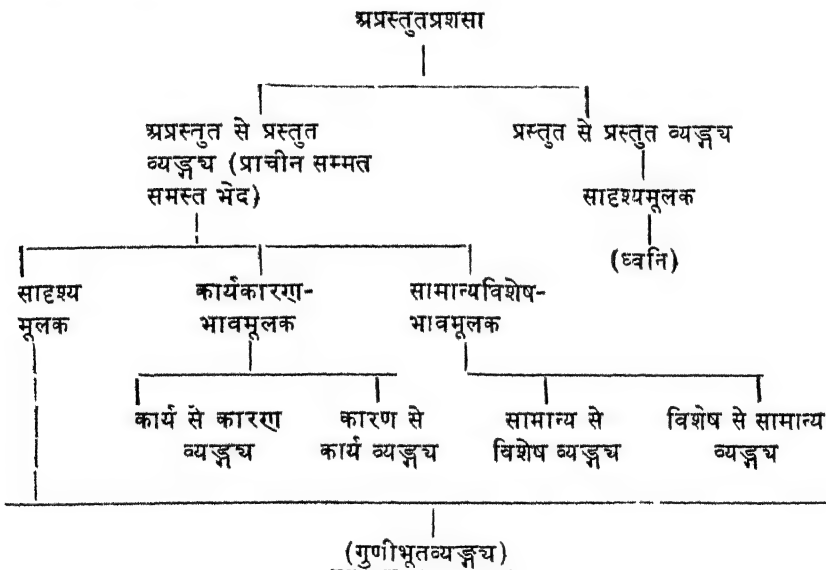 अप्रस्तुतप्रशसा
अप्रस्तुत से प्रस्तुत
व्यङ्ग्य (प्राचीन सम्मत
समस्त भेद)
प्रस्तुत से प्रस्तुत व्यङ्ग्य
सादृश्यमूलक
(ध्वनि)
सादृश्य
मूलक
कार्यकारण-
भावमूलक
सामान्यविशेष-
भावमूलक
कार्य से कारण
व्यङ्ग्य
कारण से
कार्य व्यङ्ग्य
सामान्य से
विशेष व्यङ्ग्य
विशेष से सामान्य
व्यङ्ग्य
(गुणीभूतव्यङ्ग्य)